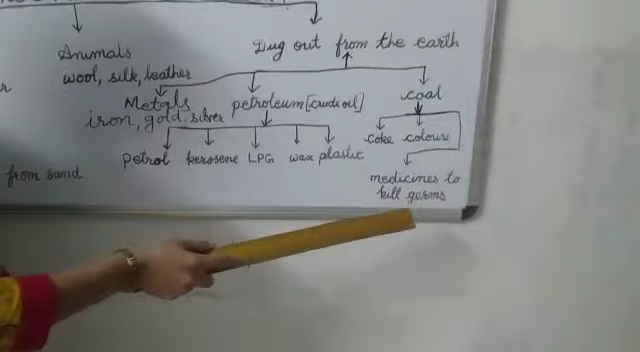 Animals
Dug out from the earth
wool, silk, leather
Metals petroleum [crude oil] coal
iron, gold, silver
coke colour
petrol kerosene LPG wax plastic
from sand
medicines to
kill germs